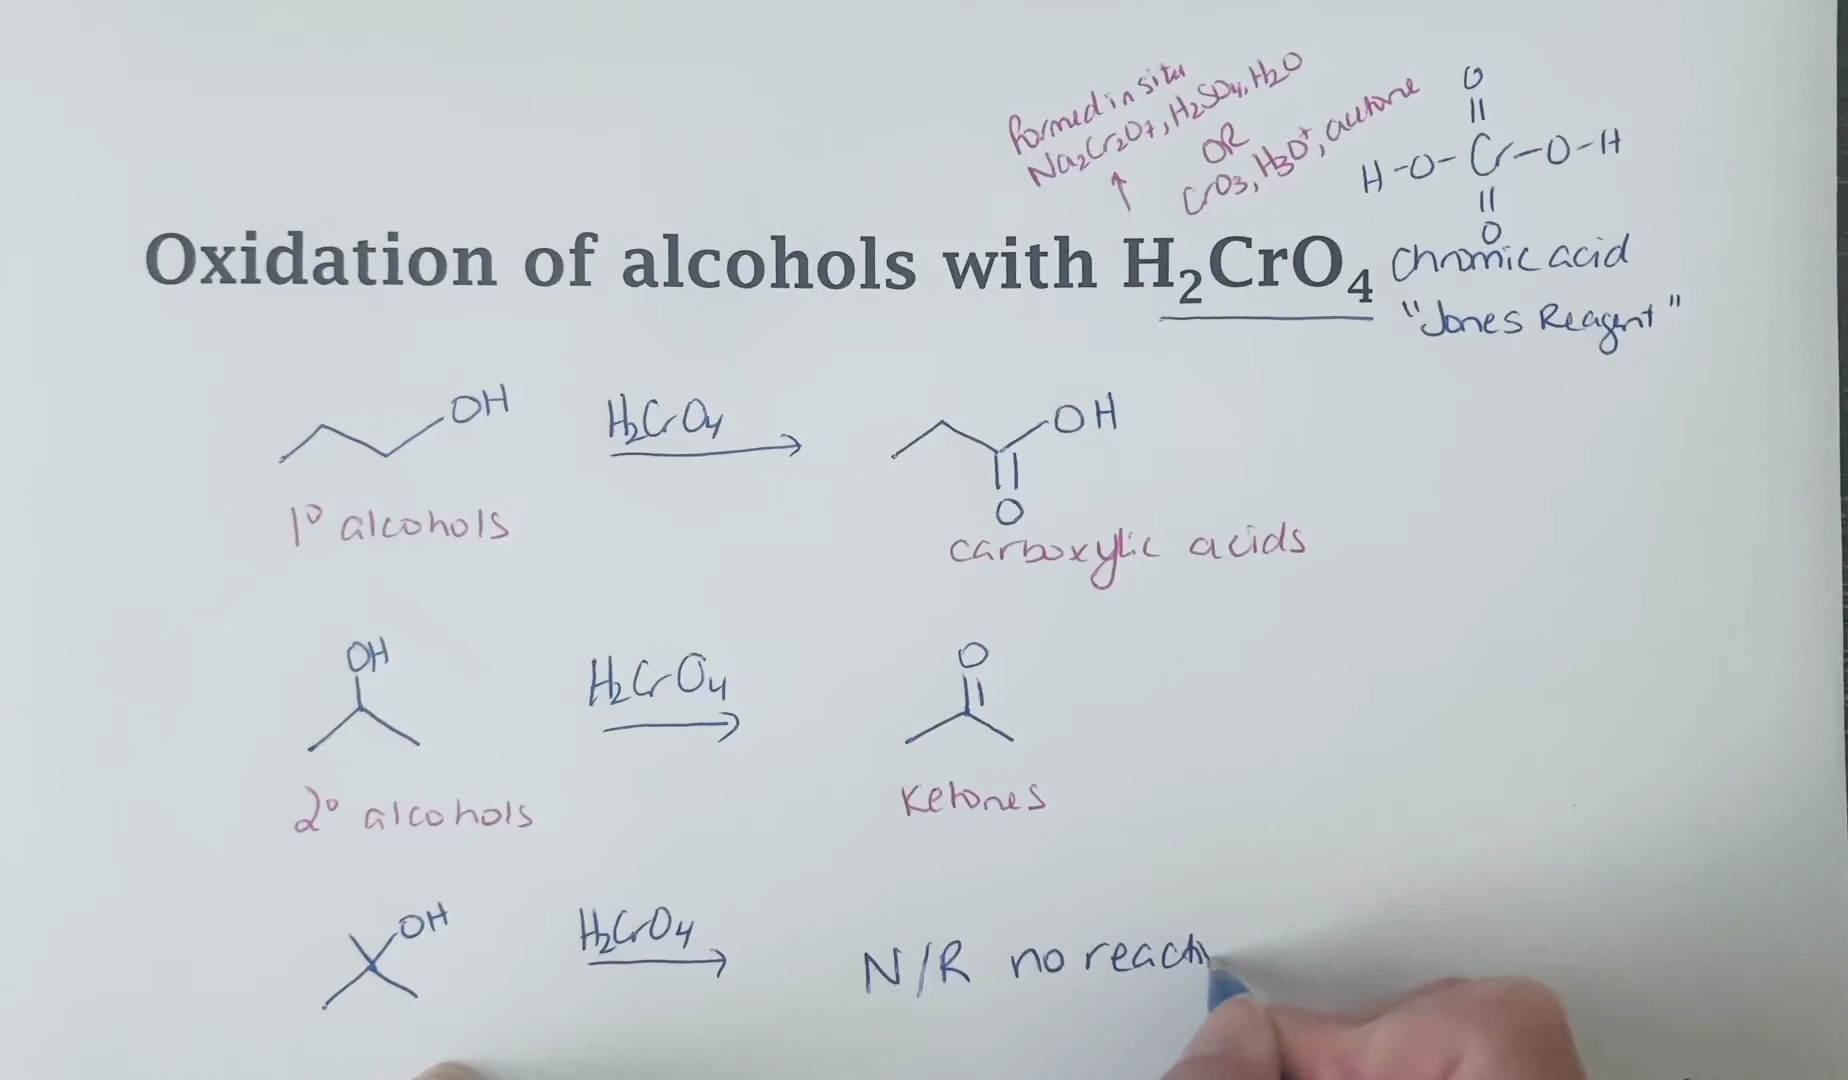 formed in situ
Na2Cr2O7, H2SO4, H2O
OR
CrO3, H3O+, acetone
O
||
H-O-Cr-O-H
||
O
Oxidation of alcohols with H₂CrO₄ chromic acid
"Jones Reagent"
OH H2CrO4 OH
O
1° alcohols carboxylic acids
OH H2CrO4 O
2° alcohols ketones
OH H2CrO4 N/R no reacti